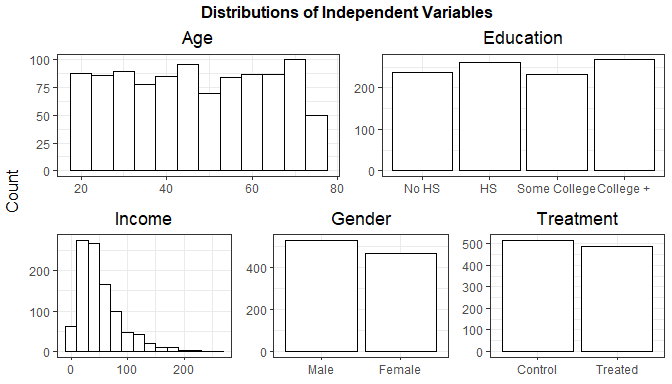 Distributions of Independent Variables
Age
100
75
50
25
0
20 40 60 80
Education
200
100
0
No HS HS Some College College +
Count
Income
200
100
0
0 100 200
Gender
400
200
0
Male Female
Treatment
500
400
300
200
100
0
Control Treated